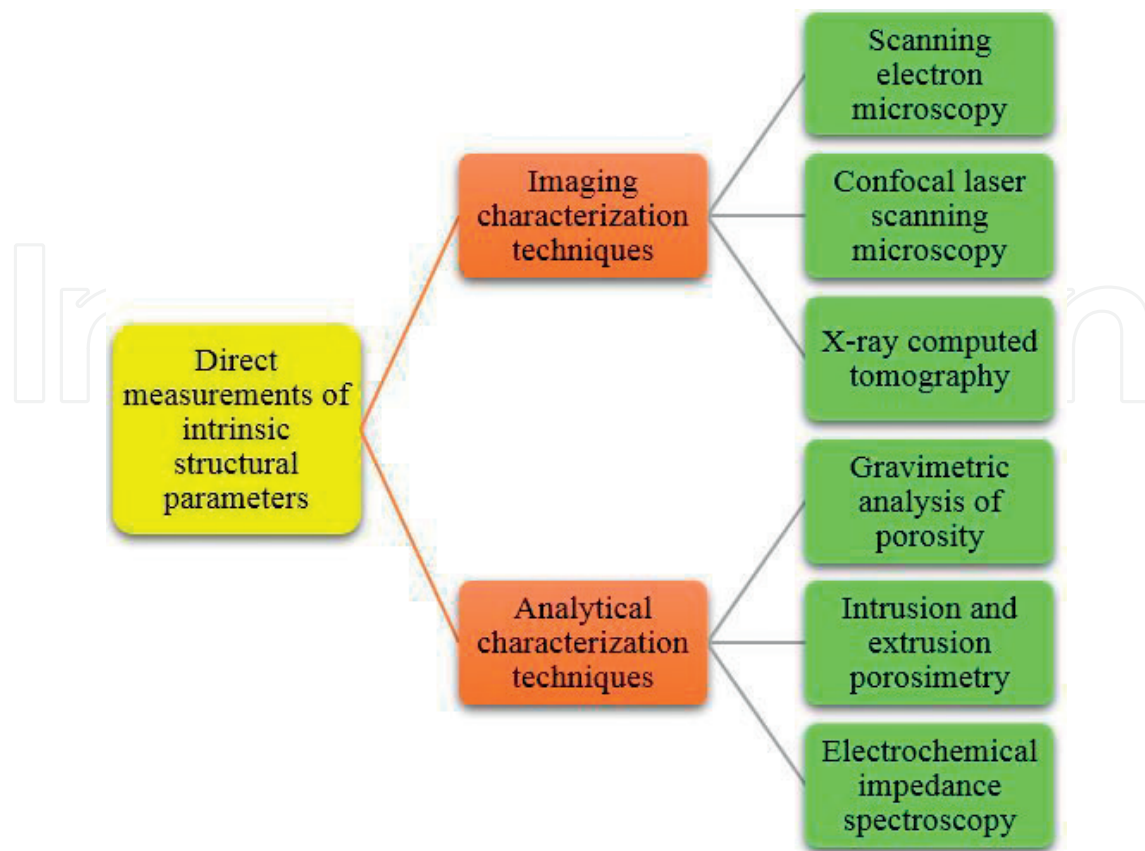 Direct
measurements of
intrinsic
structural
parameters
Imaging
characterization
techniques
Scanning
electron
microscopy
Confocal laser
scanning
microscopy
X-ray computed
tomography
Analytical
characterization
techniques
Gravimetric
analysis of
porosity
Intrusion and
extrusion
porosimetry
Electrochemical
impedance
spectroscopy